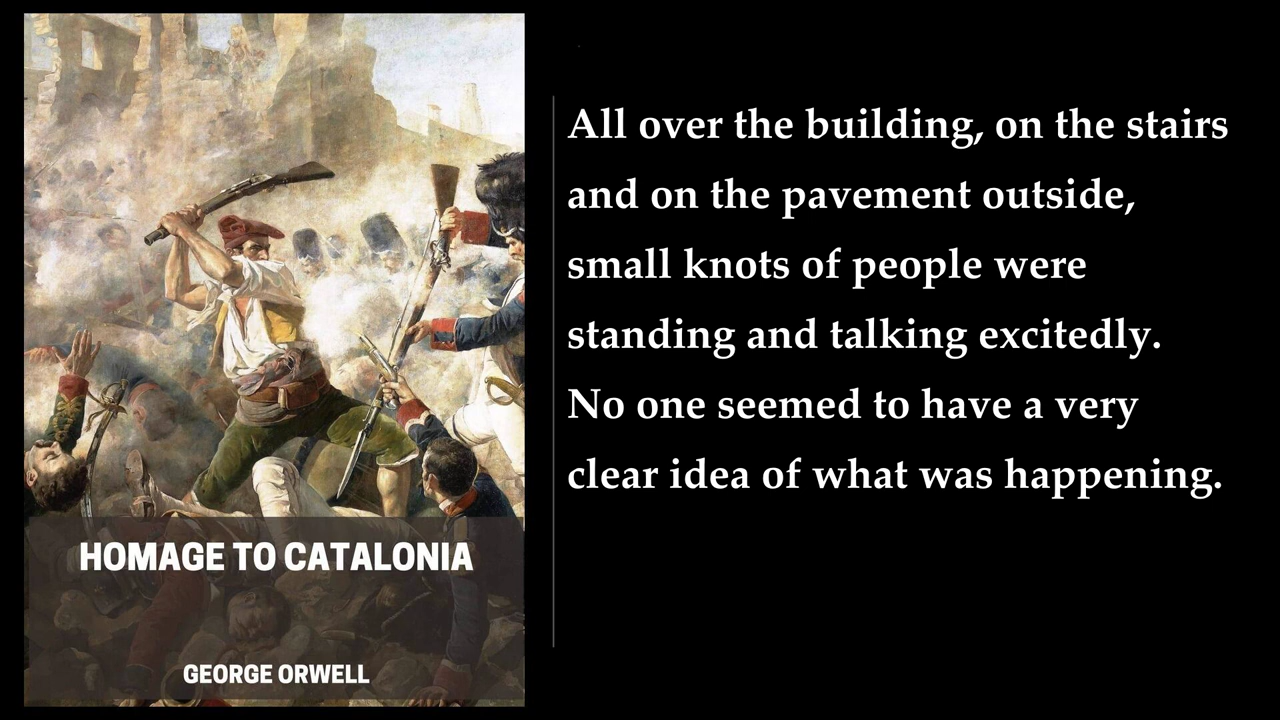 All over the building, on the stairs
and on the pavement outside,
small knots of people were
standing and talking excitedly.
No one seemed to have a very
clear idea of what was happening.
HOMAGE TO CATALONIA
GEORGE ORWELL